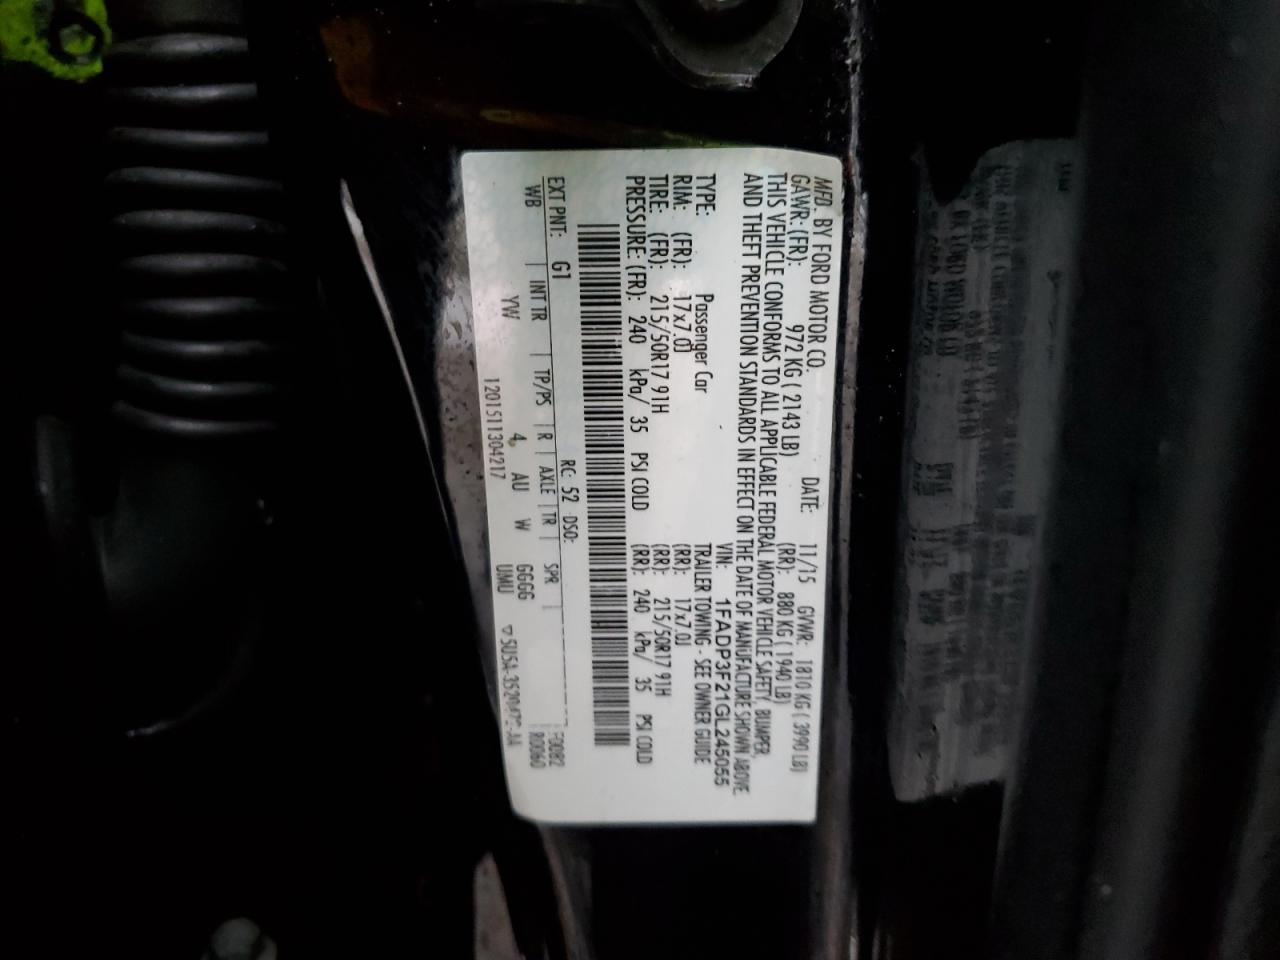 MFD. BY FORD MOTOR CO.
DATE: 11/15 GVWR: 1810 KG ( 3990 LB)
GAWR: (FR): 972 KG ( 2143 LB) (RR): 880 KG ( 1940 LB)
THIS VEHICLE CONFORMS TO ALL APPLICABLE FEDERAL MOTOR VEHICLE SAFETY, BUMPER,
AND THEFT PREVENTION STANDARDS IN EFFECT ON THE DATE OF MANUFACTURE SHOWN ABOVE.
VIN: 1FADP3F21GL245055
TYPE: Passenger Car TRAILER TOWING - SEE OWNER GUIDE
RIM: (FR): 17x7.0J (RR): 17x7.0J
TIRE: (FR): 215/50R17 91H (RR): 215/50R17 91H
PRESSURE: (FR): 240 kPa/ 35 PSI COLD (RR): 240 kPa/ 35 PSI COLD
EXT PNT: G1 RC: 52 DSO: F0082
WB | INT TR | TP/PS | R | AXLE | TR | SPR | R0060
YW 4, AU W GGGG
1201511304217 UMU ▽5U5A-3520472-AA